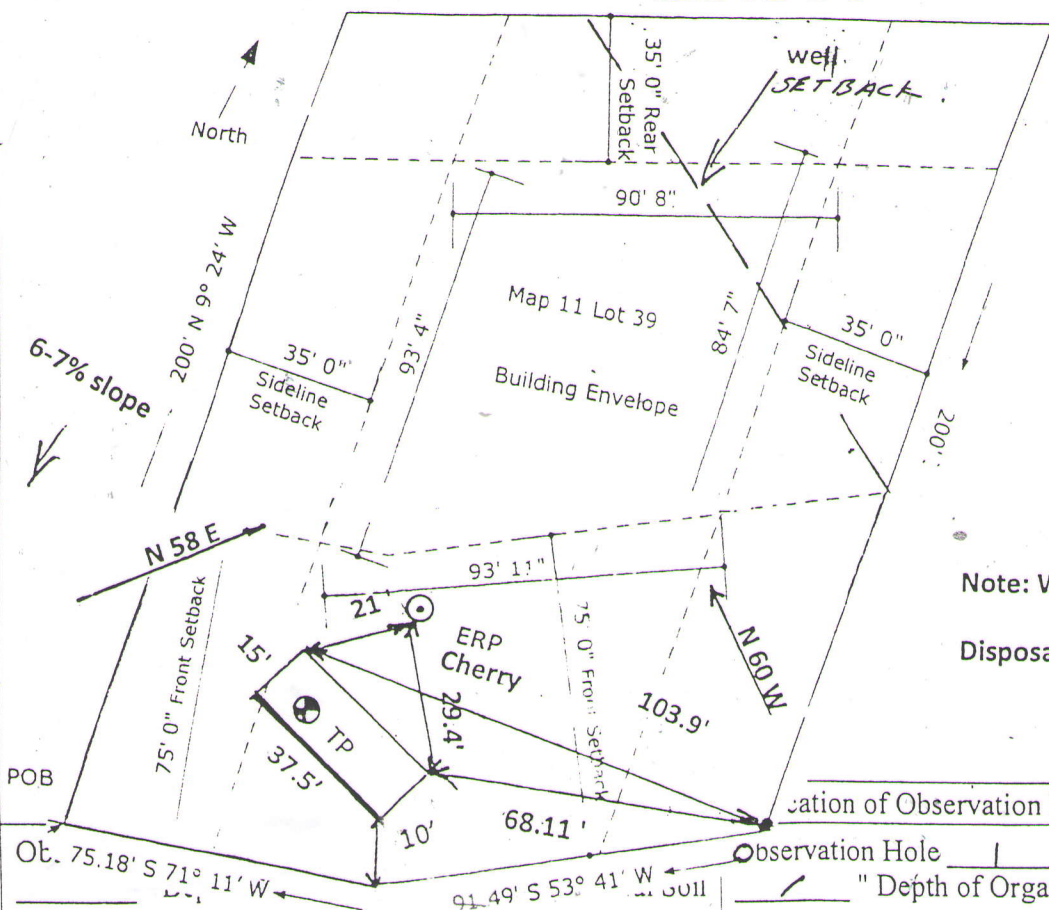 35' 0" Rear
Setback
well
SETBACK
North
90' 8"
200' N 9° 24' W
Map 11 Lot 39
93' 4"
84' 7"
35' 0"
Sideline
Setback
35' 0"
Sideline
Setback
6-7% slope
Building Envelope
200'
N 58 E
93' 11"
75' 0" Front Setback
21'
ERP
Cherry
15'
75' 0" Front Setback
N 60 W
Note:
29.4'
103.9'
TP
37.5'
POB
10'
68.11'
of Observation
Ot. 75.18' S 71° 11' W
Observation Hole 1
91.49' S 53° 41' W
" Depth of